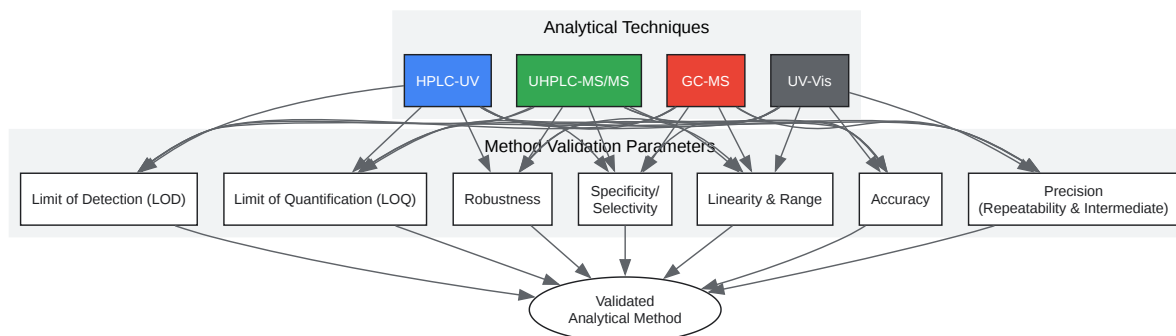 Analytical Techniques
HPLC-UV
UHPLC-MS/MS
GC-MS
UV-Vis
Method Validation Parameters
Limit of Detection (LOD)
Limit of Quantification (LOQ)
Robustness
Specificity/
Selectivity
Linearity & Range
Accuracy
Precision
(Repeatability & Intermediate)
Validated
Analytical Method